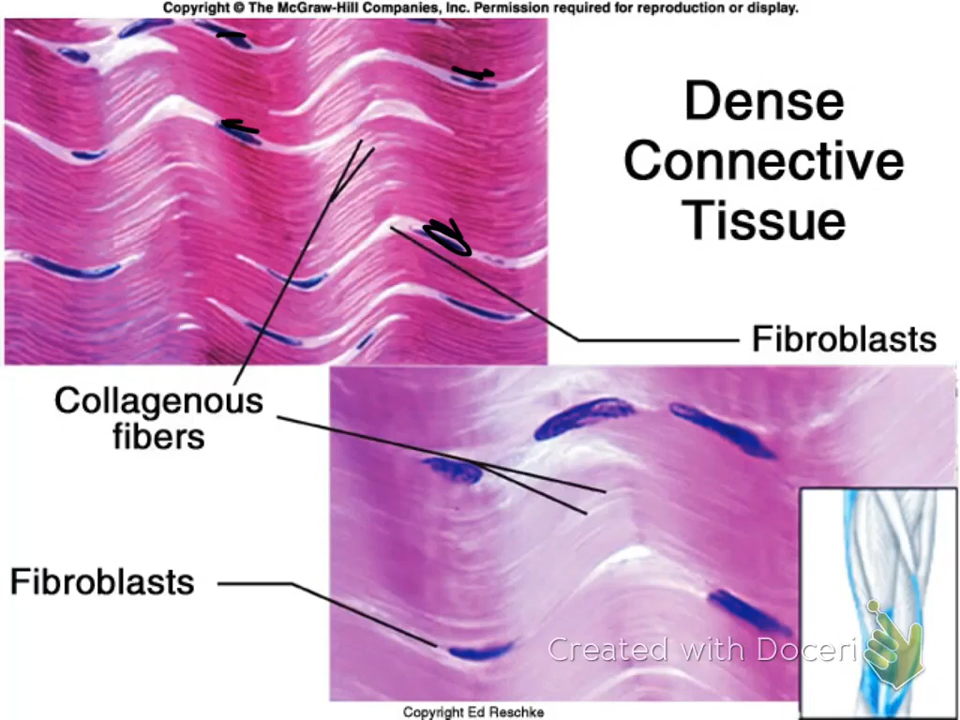 Copyright © The McGraw-Hill Companies, Inc. Permission required for reproduction or display.
Dense
Connective
Tissue
Fibroblasts
Collagenous
fibers
Fibroblasts
Created with Doceri
Copyright Ed Reschke